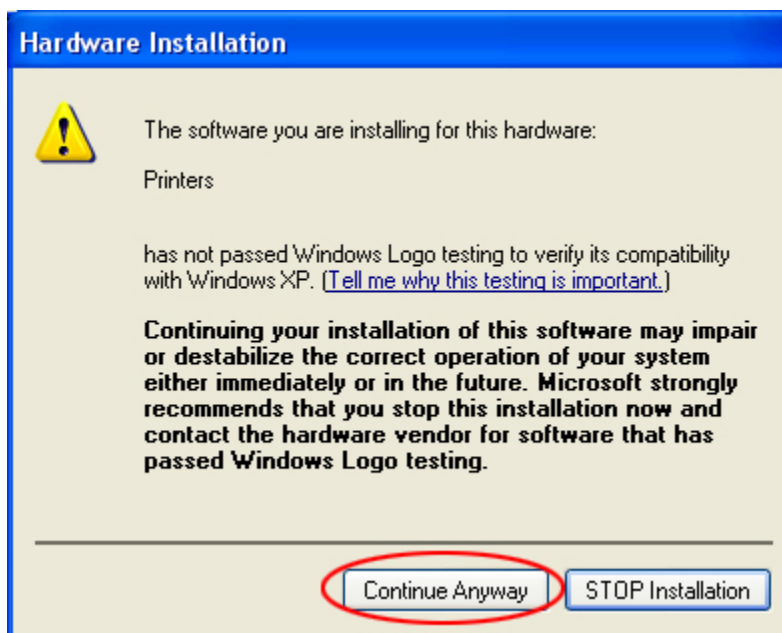 Hardware Installation
The software you are installing for this hardware:
Printers
has not passed Windows Logo testing to verify its compatibility
with Windows XP. (Tell me why this testing is important.)
Continuing your installation of this software may impair
or destabilize the correct operation of your system
either immediately or in the future. Microsoft strongly
recommends that you stop this installation now and
contact the hardware vendor for software that has
passed Windows Logo testing.
Continue Anyway
STOP Installation